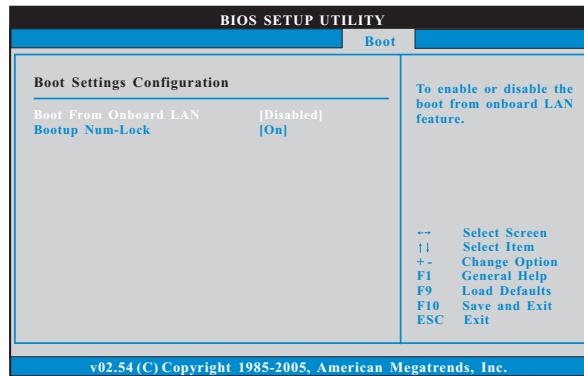 BIOS SETUP UTILITY
Boot
Boot Settings Configuration
Boot From Onboard LAN [Disabled]
Bootup Num-Lock [On]
To enable or disable the
boot from onboard LAN
feature.
←→ Select Screen
↑↓ Select Item
+ - Change Option
F1 General Help
F9 Load Defaults
F10 Save and Exit
ESC Exit
v02.54 (C) Copyright 1985-2005, American Megatrends, Inc.